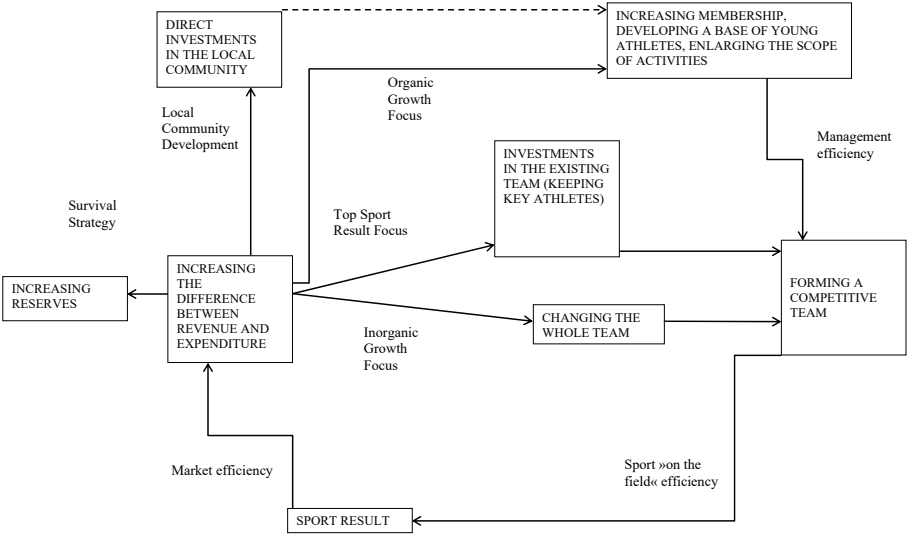 DIRECT
INVESTMENTS
IN THE LOCAL
COMMUNITY
INCREASING MEMBERSHIP,
DEVELOPING A BASE OF YOUNG
ATHLETES, ENLARGING THE SCOPE
OF ACTIVITIES
Organic
Growth
Focus
Local
Community
Development
Management
efficiency
INVESTMENTS
IN THE EXISTING
TEAM (KEEPING
KEY ATHLETES)
Survival
Strategy
Top Sport
Result Focus
INCREASING
RESERVES
INCREASING
THE
DIFFERENCE
BETWEEN
REVENUE AND
EXPENDITURE
FORMING A
COMPETITIVE
TEAM
CHANGING THE
WHOLE TEAM
Inorganic
Growth
Focus
Market efficiency
Sport »on the
field« efficiency
SPORT RESULT